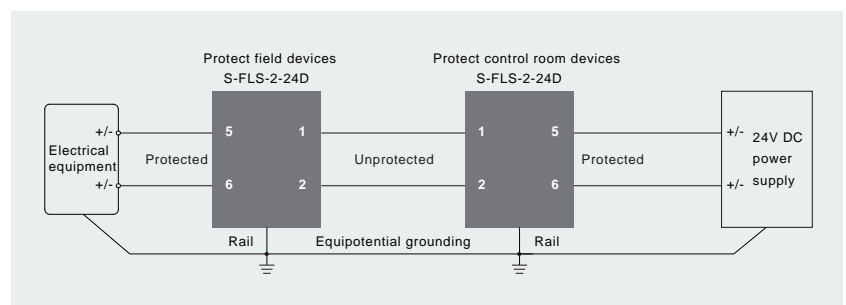 Protect field devices
S-FLS-2-24D
Protect control room devices
S-FLS-2-24D
+/-
5
1
1
5
+/-
24V DC
power
supply
Electrical
equipment
Protected
Unprotected
Protected
+/-
6
2
2
6
+/-
Rail
Equipotential grounding
Rail